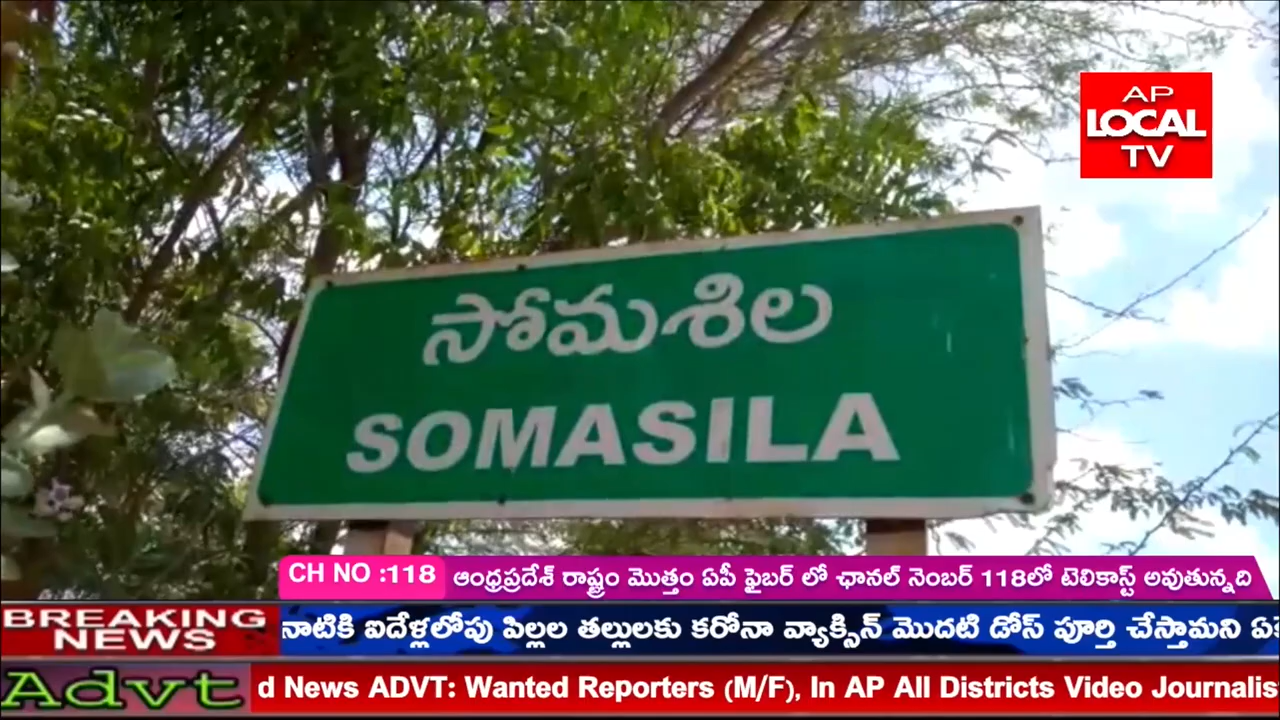 AP
LOCAL
TV
సోమశిల
SOMASILA
CH NO :118 ఆంధ్రప్రదేశ్ రాష్ట్రం మొత్తం ఏపీ ఫైబర్ లో ఛానల్ నెంబర్ 118లో టెలికాస్ట్ అవుతున్నది
BREAKING
NEWS
నాటికి ఐదేళ్లలోపు పిల్లల తల్లులకు కరోనా వ్యాక్సిన్ మొదటి డోస్ పూర్తి చేస్తామని
Advt
d News ADVT: Wanted Reporters (M/F), In AP All Districts Video Journalis